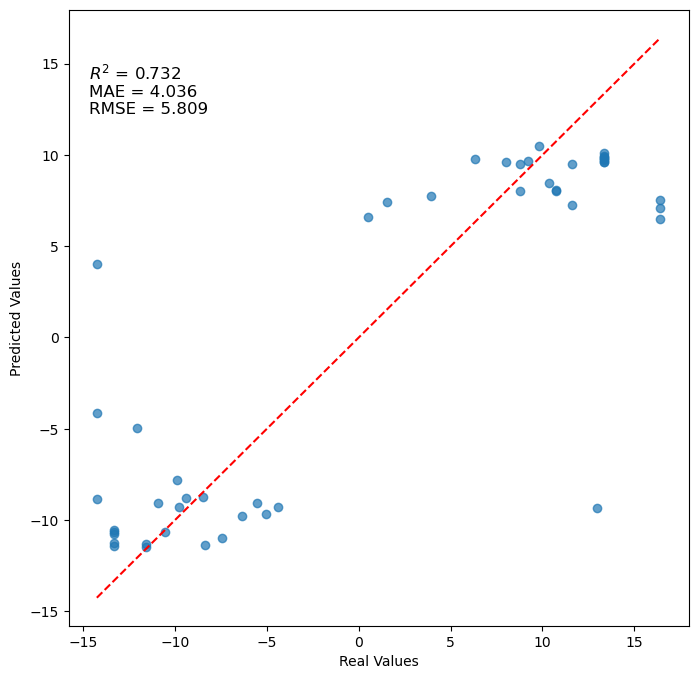 R² = 0.732
MAE = 4.036
RMSE = 5.809
15
10
5
0
−5
−10
−15
Predicted Values
−15
−10
−5
0
5
10
15
Real Values